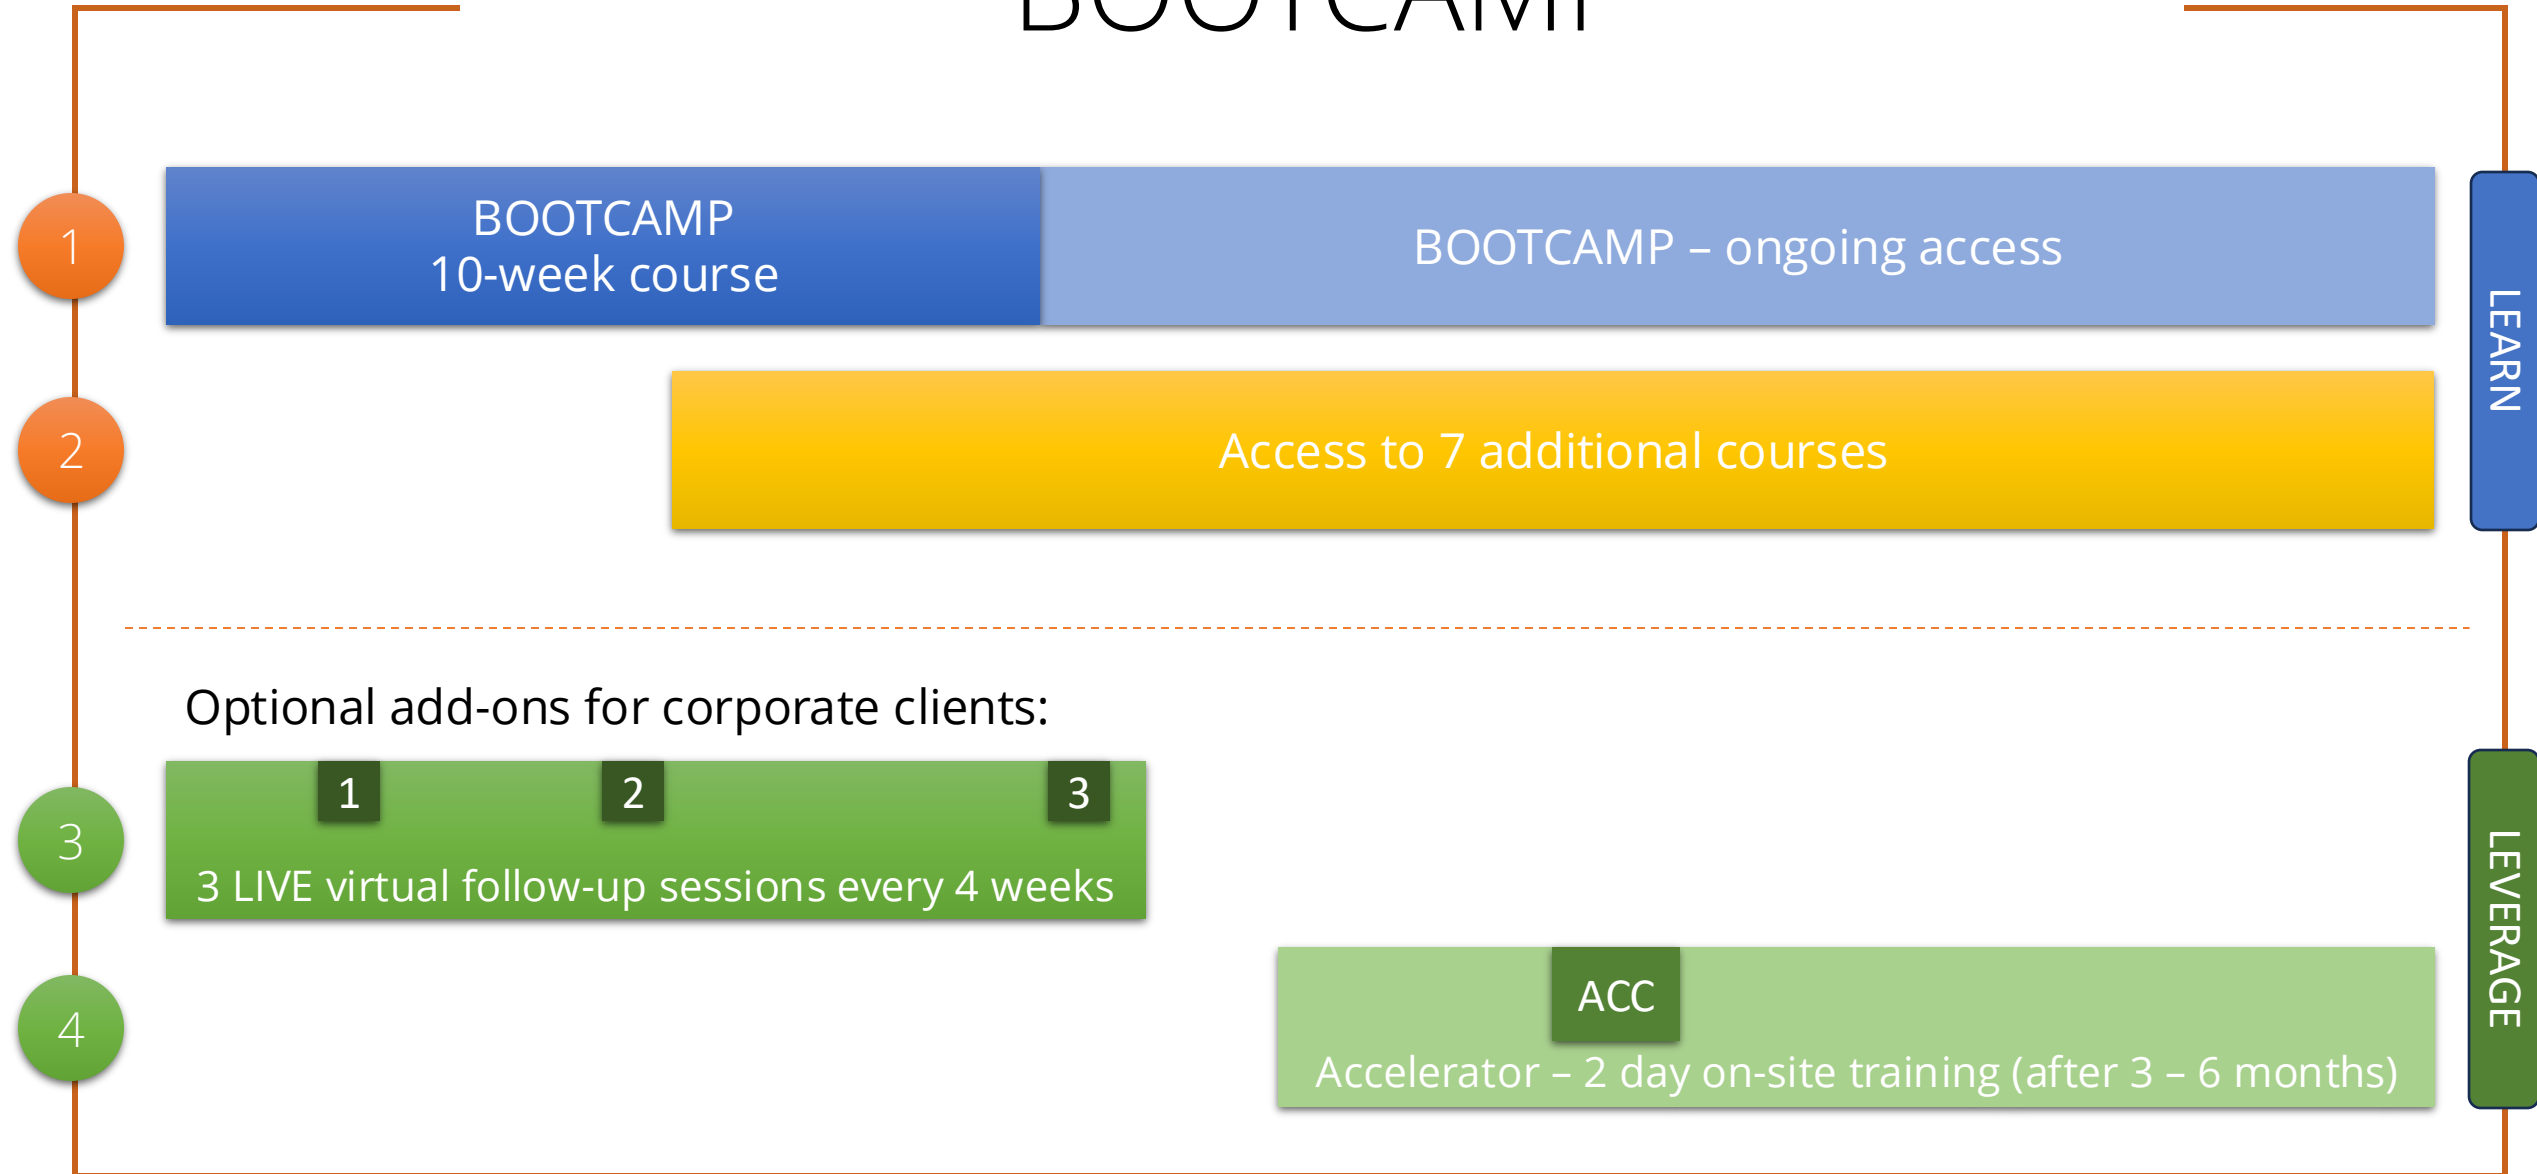 BOOTCAMP
1
BOOTCAMP
10-week course
BOOTCAMP – ongoing access
LEARN
2
Access to 7 additional courses
Optional add-ons for corporate clients:
3
1
2
3
3 LIVE virtual follow-up sessions every 4 weeks
LEVERAGE
4
ACC
Accelerator – 2 day on-site training (after 3 – 6 months)